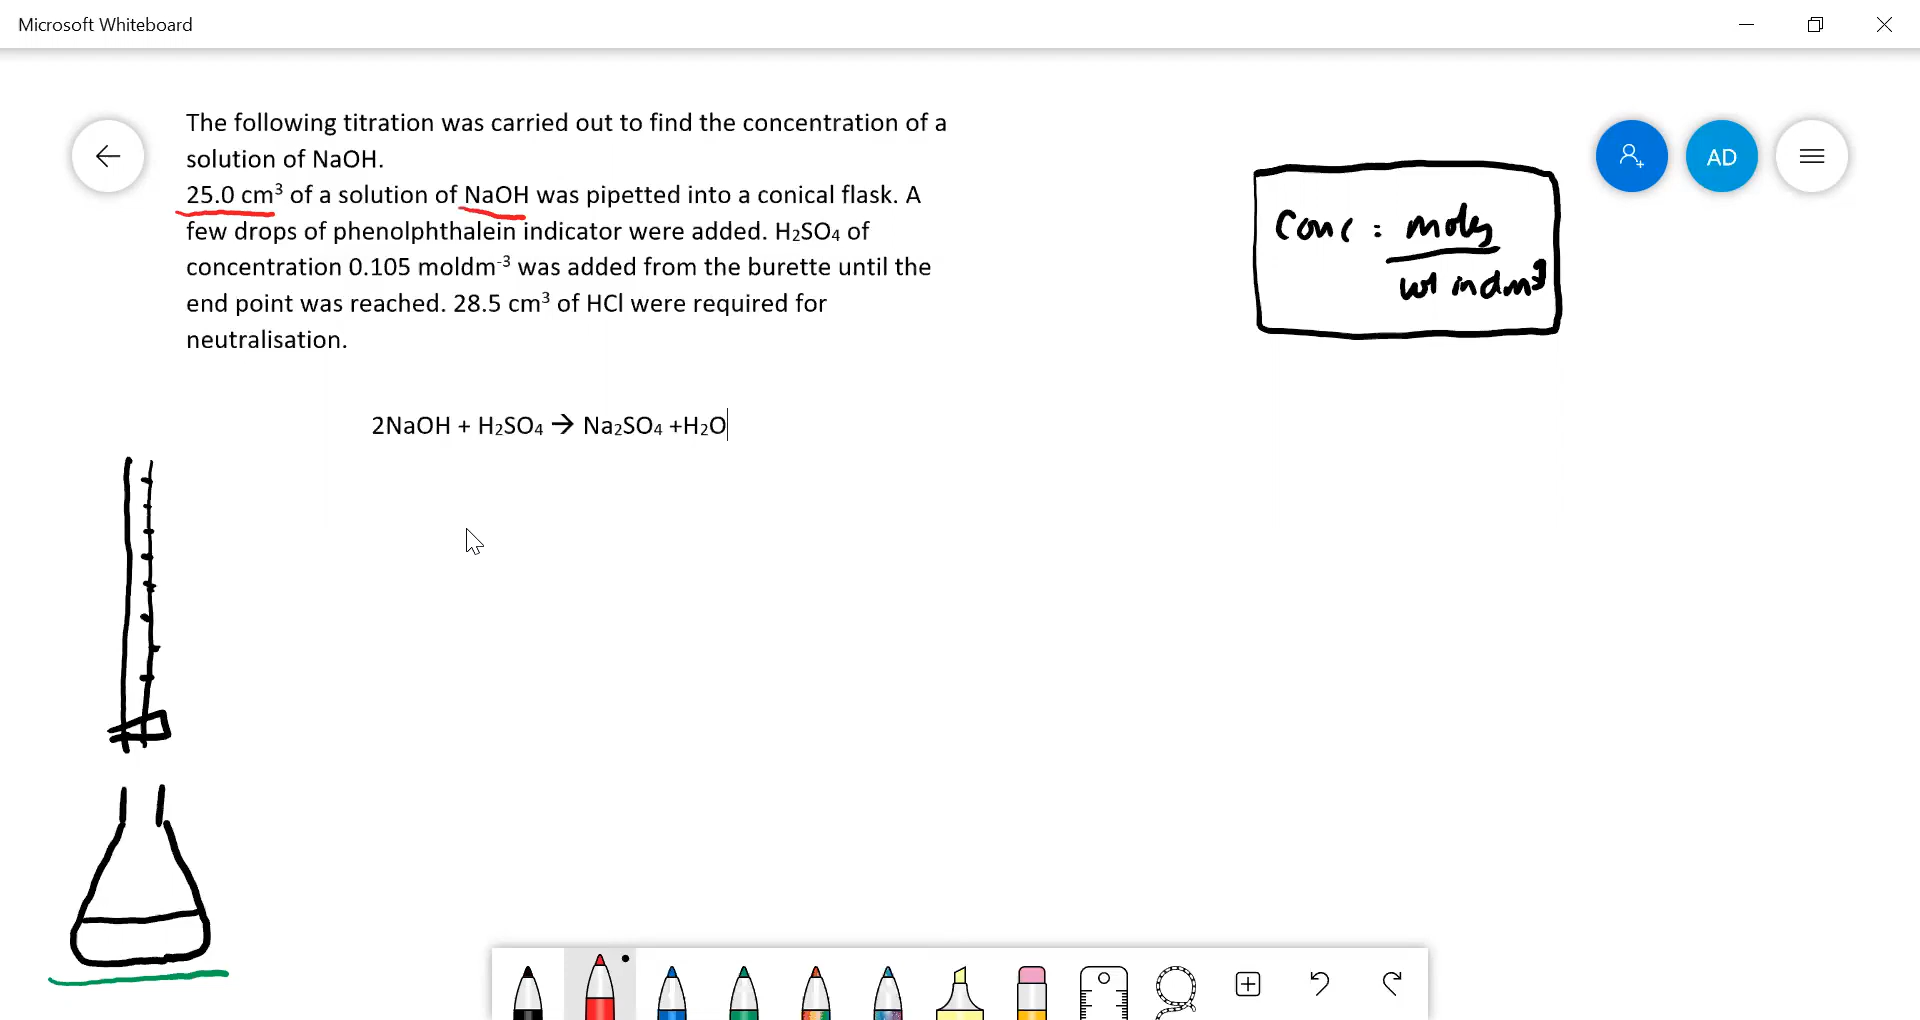 Microsoft Whiteboard
The following titration was carried out to find the concentration of a
solution of NaOH.
25.0 cm³ of a solution of NaOH was pipetted into a conical flask. A
few drops of phenolphthalein indicator were added. H₂SO₄ of
concentration 0.105 moldm⁻³ was added from the burette until the
end point was reached. 28.5 cm³ of HCl were required for
neutralisation.
2NaOH + H₂SO₄ → Na₂SO₄ +H₂O
Conc = moles
in dm³
AD